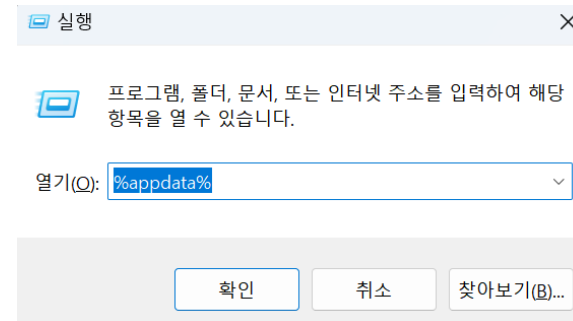 실행
프로그램, 폴더, 문서, 또는 인터넷 주소를 입력하여 해당
항목을 열 수 있습니다.
열기(O): %appdata%
확인 취소 찾아보기(B)...